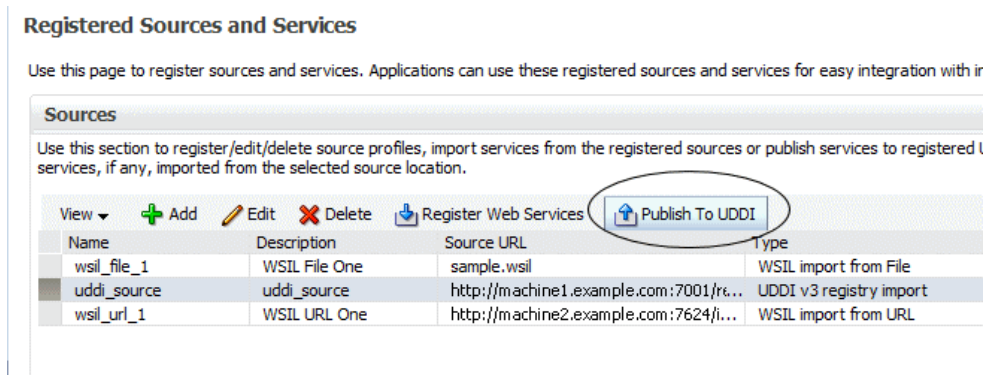 Registered Sources and Services
Use this page to register sources and services. Applications can use these registered sources and services for easy integration with
Sources
Use this section to register/edit/delete source profiles, import services from the registered sources or publish services to registered
services, if any, imported from the selected source location.
View Add Edit Delete Register Web Services Publish To UDDI
Name Description Source URL Type
wsil_file_1 WSIL File One sample.wsil WSIL import from File
uddi_source uddi_source http://machine1.example.com:7001/re... UDDI v3 registry import
wsil_url_1 WSIL URL One http://machine2.example.com:7624/i... WSIL import from URL